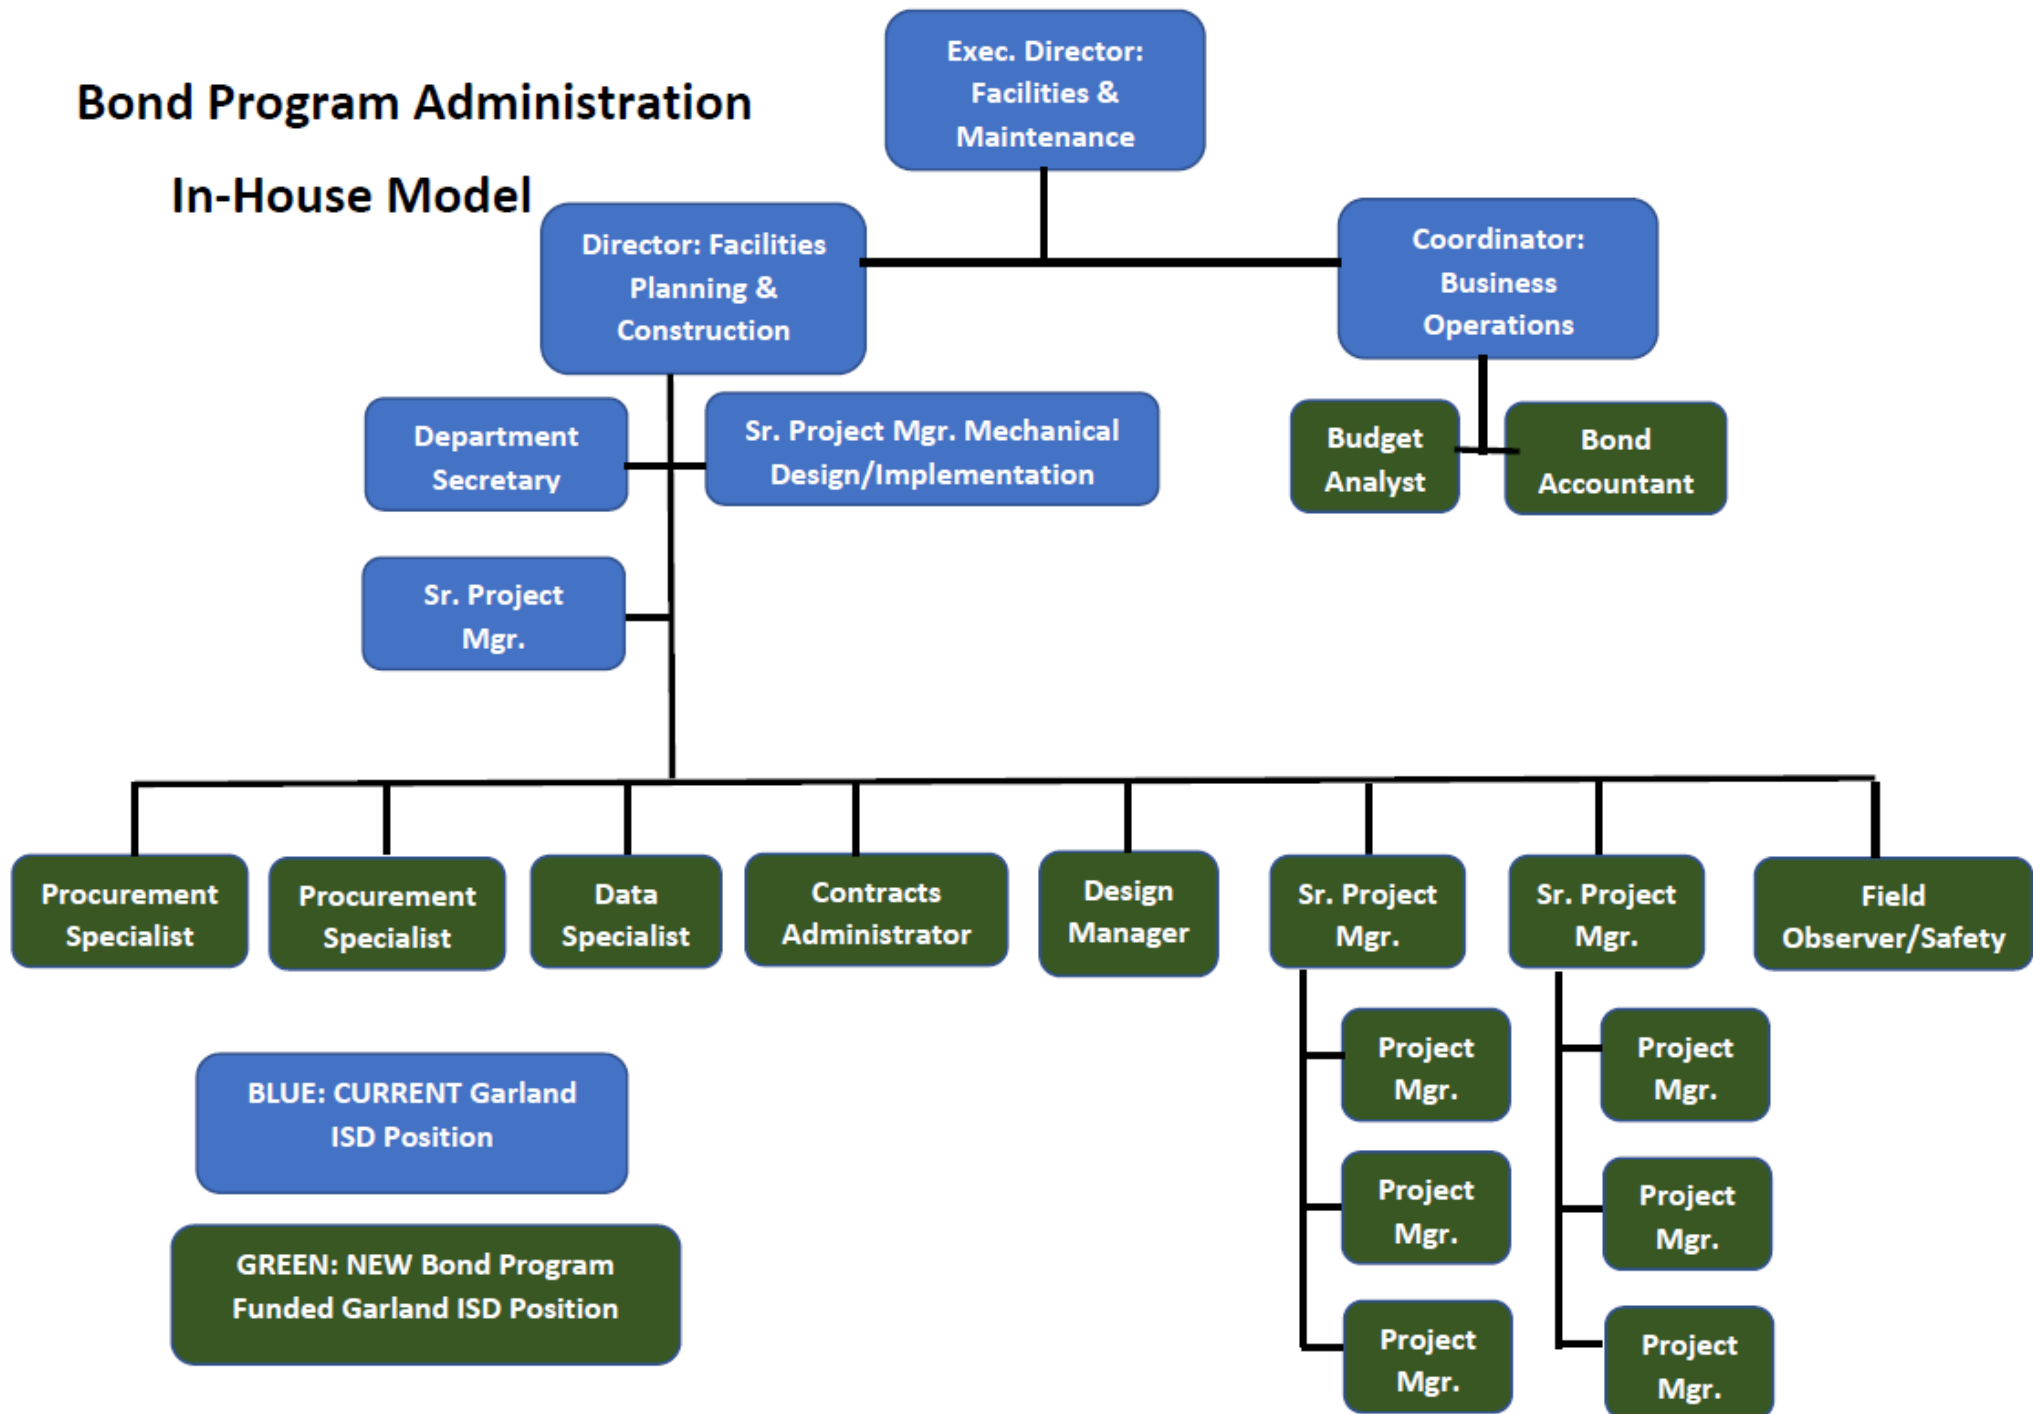 Bond Program Administration
In-House Model
Exec. Director:
Facilities &
Maintenance
Director: Facilities
Planning &
Construction
Coordinator:
Business
Operations
Department
Secretary
Sr. Project Mgr. Mechanical
Design/Implementation
Budget
Analyst
Bond
Accountant
Sr. Project
Mgr.
Procurement
Specialist
Procurement
Specialist
Data
Specialist
Contracts
Administrator
Design
Manager
Sr. Project
Mgr.
Sr. Project
Mgr.
Field
Observer/Safety
Project
Mgr.
Project
Mgr.
Project
Mgr.
Project
Mgr.
Project
Mgr.
Project
Mgr.
BLUE: CURRENT Garland
ISD Position
GREEN: NEW Bond Program
Funded Garland ISD Position